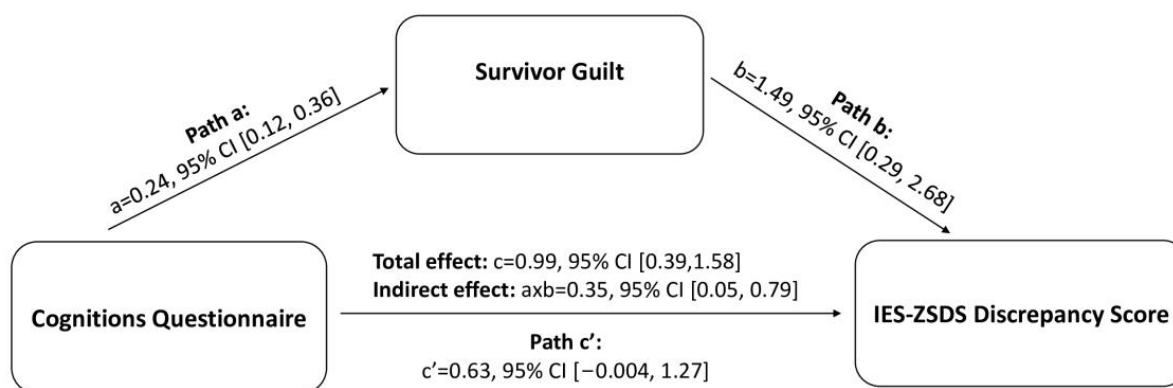 Survivor Guilt
Path a:
a=0.24, 95% CI [0.12, 0.36]
Path b:
b=1.49, 95% CI [0.29, 2.68]
Cognitions Questionnaire
Total effect: c=0.99, 95% CI [0.39,1.58]
Indirect effect: axb=0.35, 95% CI [0.05, 0.79]
Path c’:
c’=0.63, 95% CI [−0.004, 1.27]
IES-ZSDS Discrepancy Score